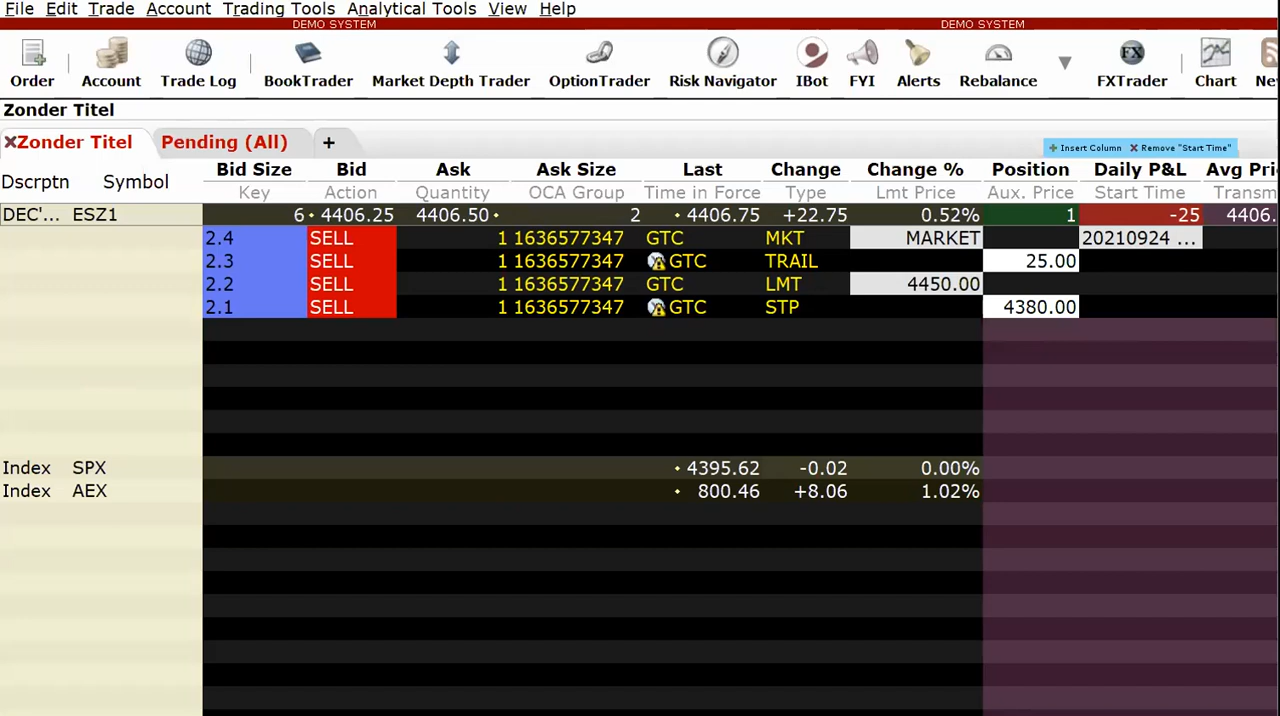 File Edit Trade Account Trading Tools Analytical Tools View Help
DEMO SYSTEM DEMO SYSTEM
Order Account Trade Log BookTrader Market Depth Trader OptionTrader Risk Navigator IBot FYI Alerts Rebalance FX FXTrader Chart Ne
Zonder Titel
Zonder Titel Pending (All) +
Insert Column Remove "Start Time"
Dscrptn Symbol Bid Size Bid Ask Ask Size Last Change Change % Position Daily P&L Avg Pri
Key Action Quantity OCA Group Time in Force Type Lmt Price Aux. Price Start Time Transm
DEC'... ESZ1 6 4406.25 4406.50 2 4406.75 +22.75 0.52% 1 -25 4406.
2.4 SELL 1 1636577347 GTC MKT MARKET 20210924 ...
2.3 SELL 1 1636577347 GTC TRAIL 25.00
2.2 SELL 1 1636577347 GTC LMT 4450.00
2.1 SELL 1 1636577347 GTC STP 4380.00
Index SPX 4395.62 -0.02 0.00%
Index AEX 800.46 +8.06 1.02%